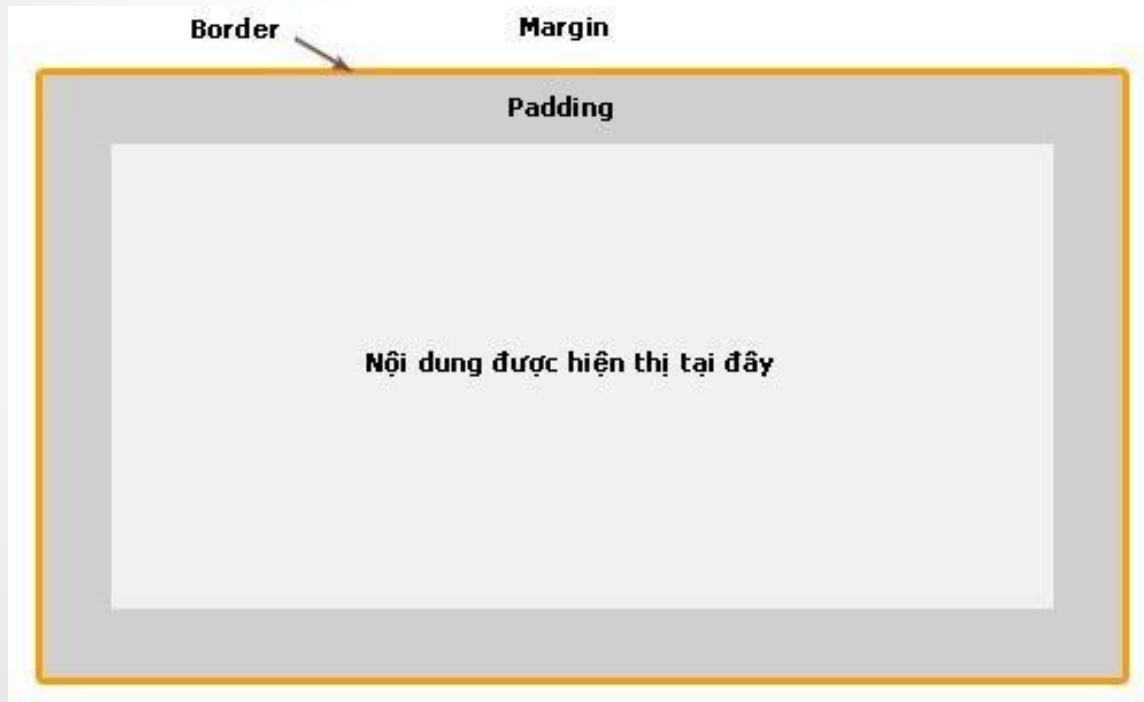 Border
Margin
Padding
Nội dung được hiện thị tại đây